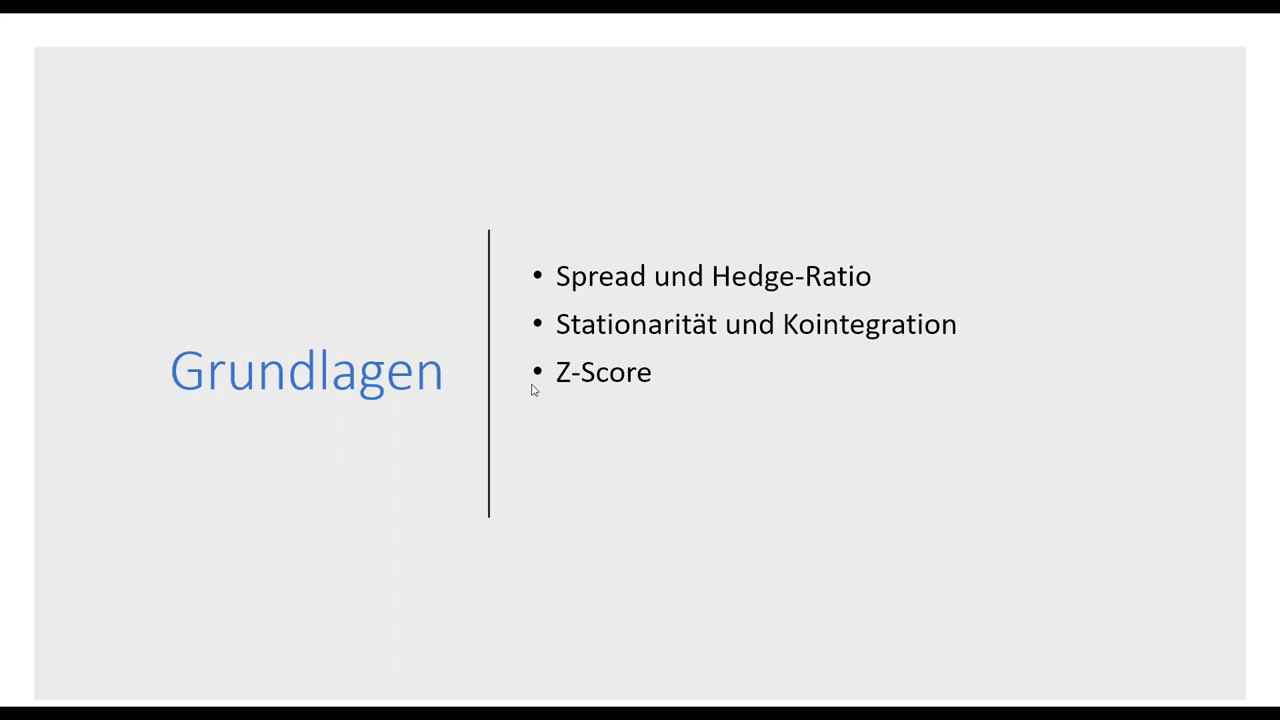 Grundlagen
• Spread und Hedge-Ratio
• Stationarität und Kointegration
• Z-Score